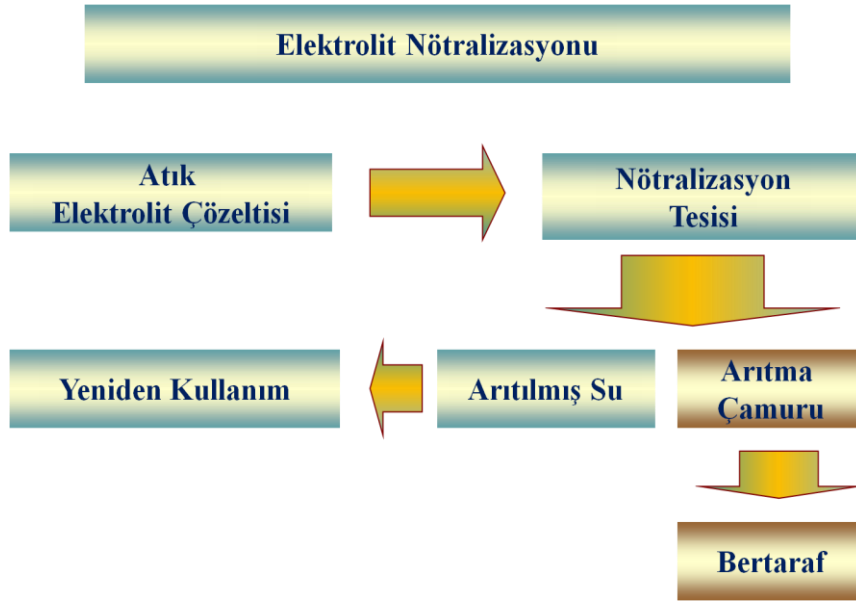 Elektrolit Nötralizasyonu
Atık
Elektrolit Çözeltisi
Nötralizasyon
Tesisi
Yeniden Kullanım
Arıtılmış Su
Arıtma
Çamuru
Bertaraf